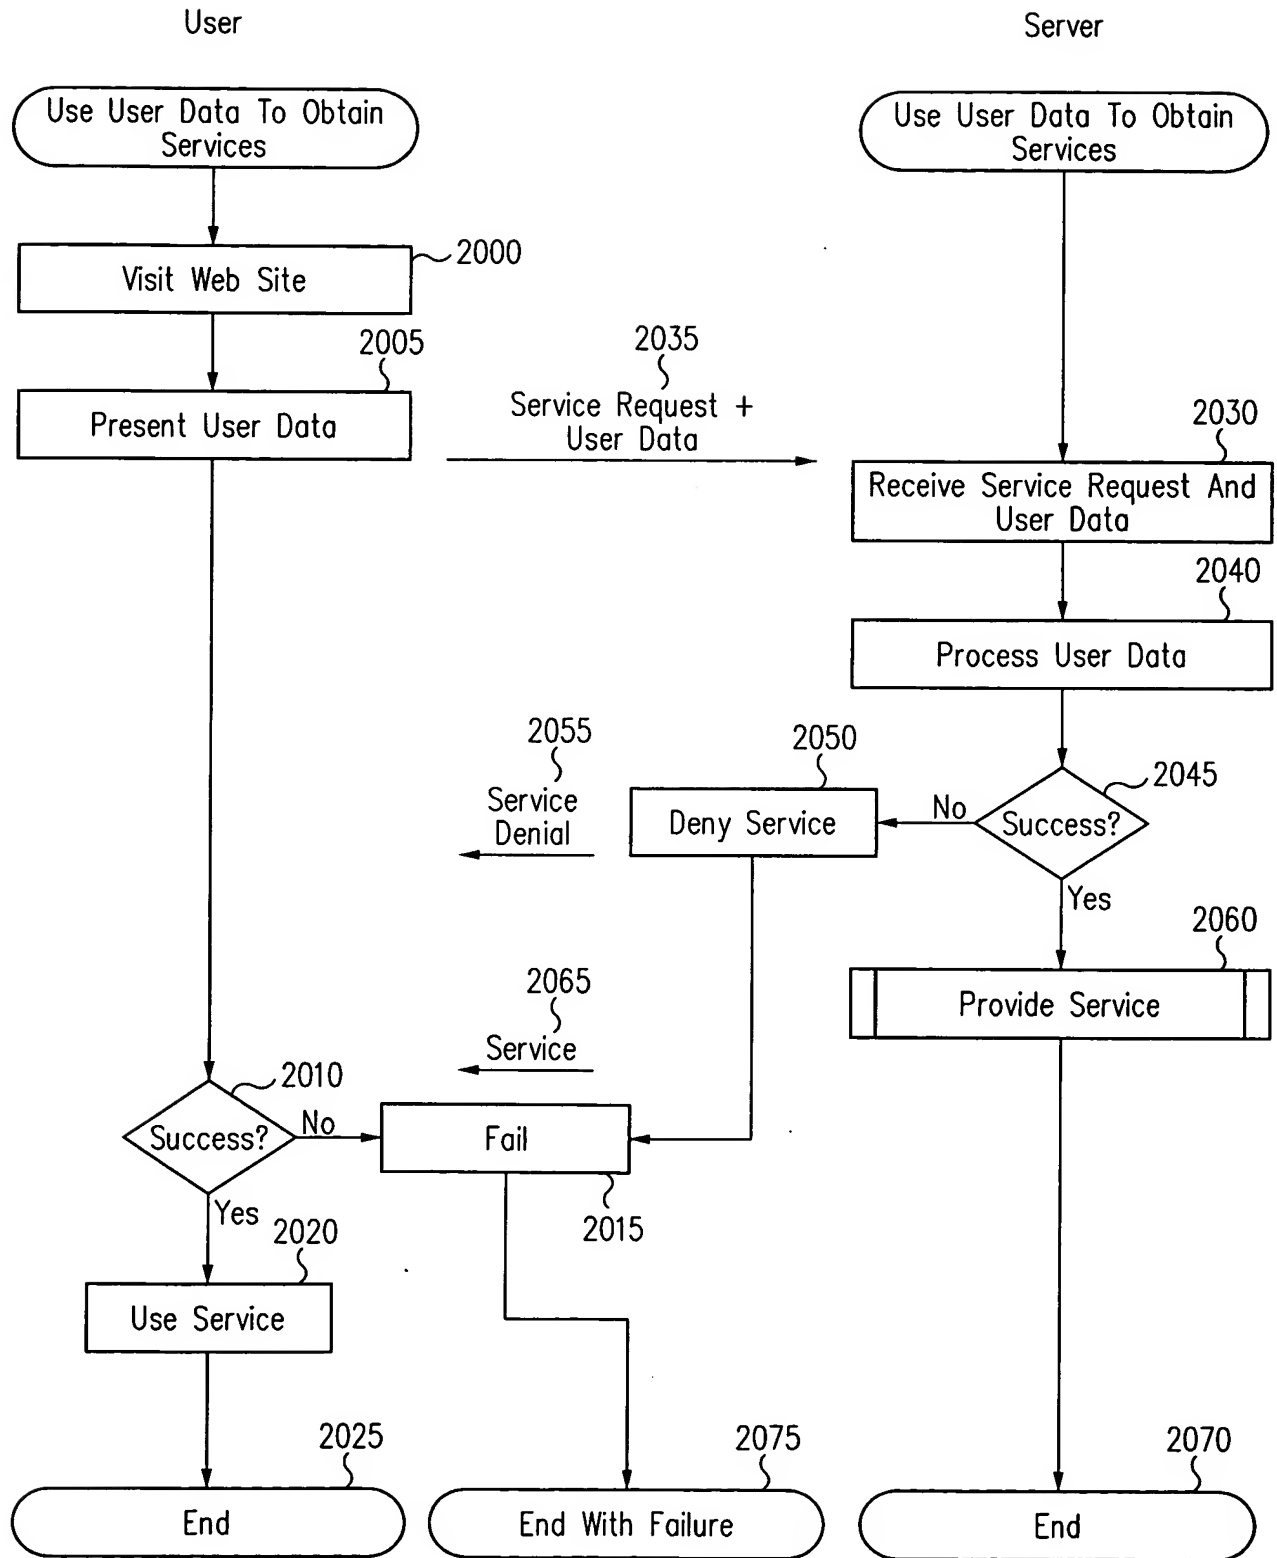 User
Server
Use User Data To Obtain
Services
Use User Data To Obtain
Services
2000
Visit Web Site
2005
2035
Present User Data
Service Request +
User Data
2030
Receive Service Request And
User Data
2040
Process User Data
2055
2050
2045
Service
Denial
Deny Service
No
Success?
Yes
2060
2065
Provide Service
Service
2010
Success?
No
Fail
Yes
2015
2020
Use Service
2025
2075
2070
End
End With Failure
End